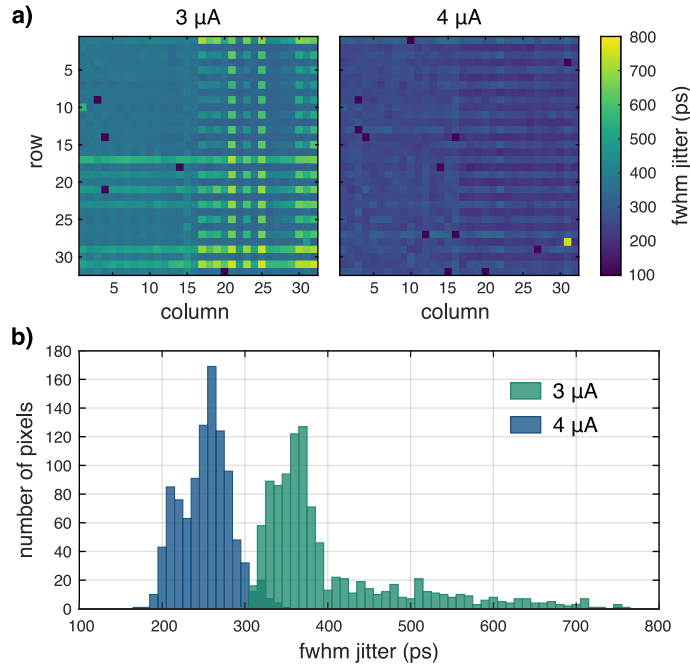 a)
3 μA
4 μA
5
10
15
20
25
30
row
5 10 15 20 25 30
column
5 10 15 20 25 30
column
800
700
600
500
400
300
200
100
fwhm jitter (ps)
b)
180
160
140
120
100
80
60
40
20
0
number of pixels
3 μA
4 μA
100 200 300 400 500 600 700 800
fwhm jitter (ps)